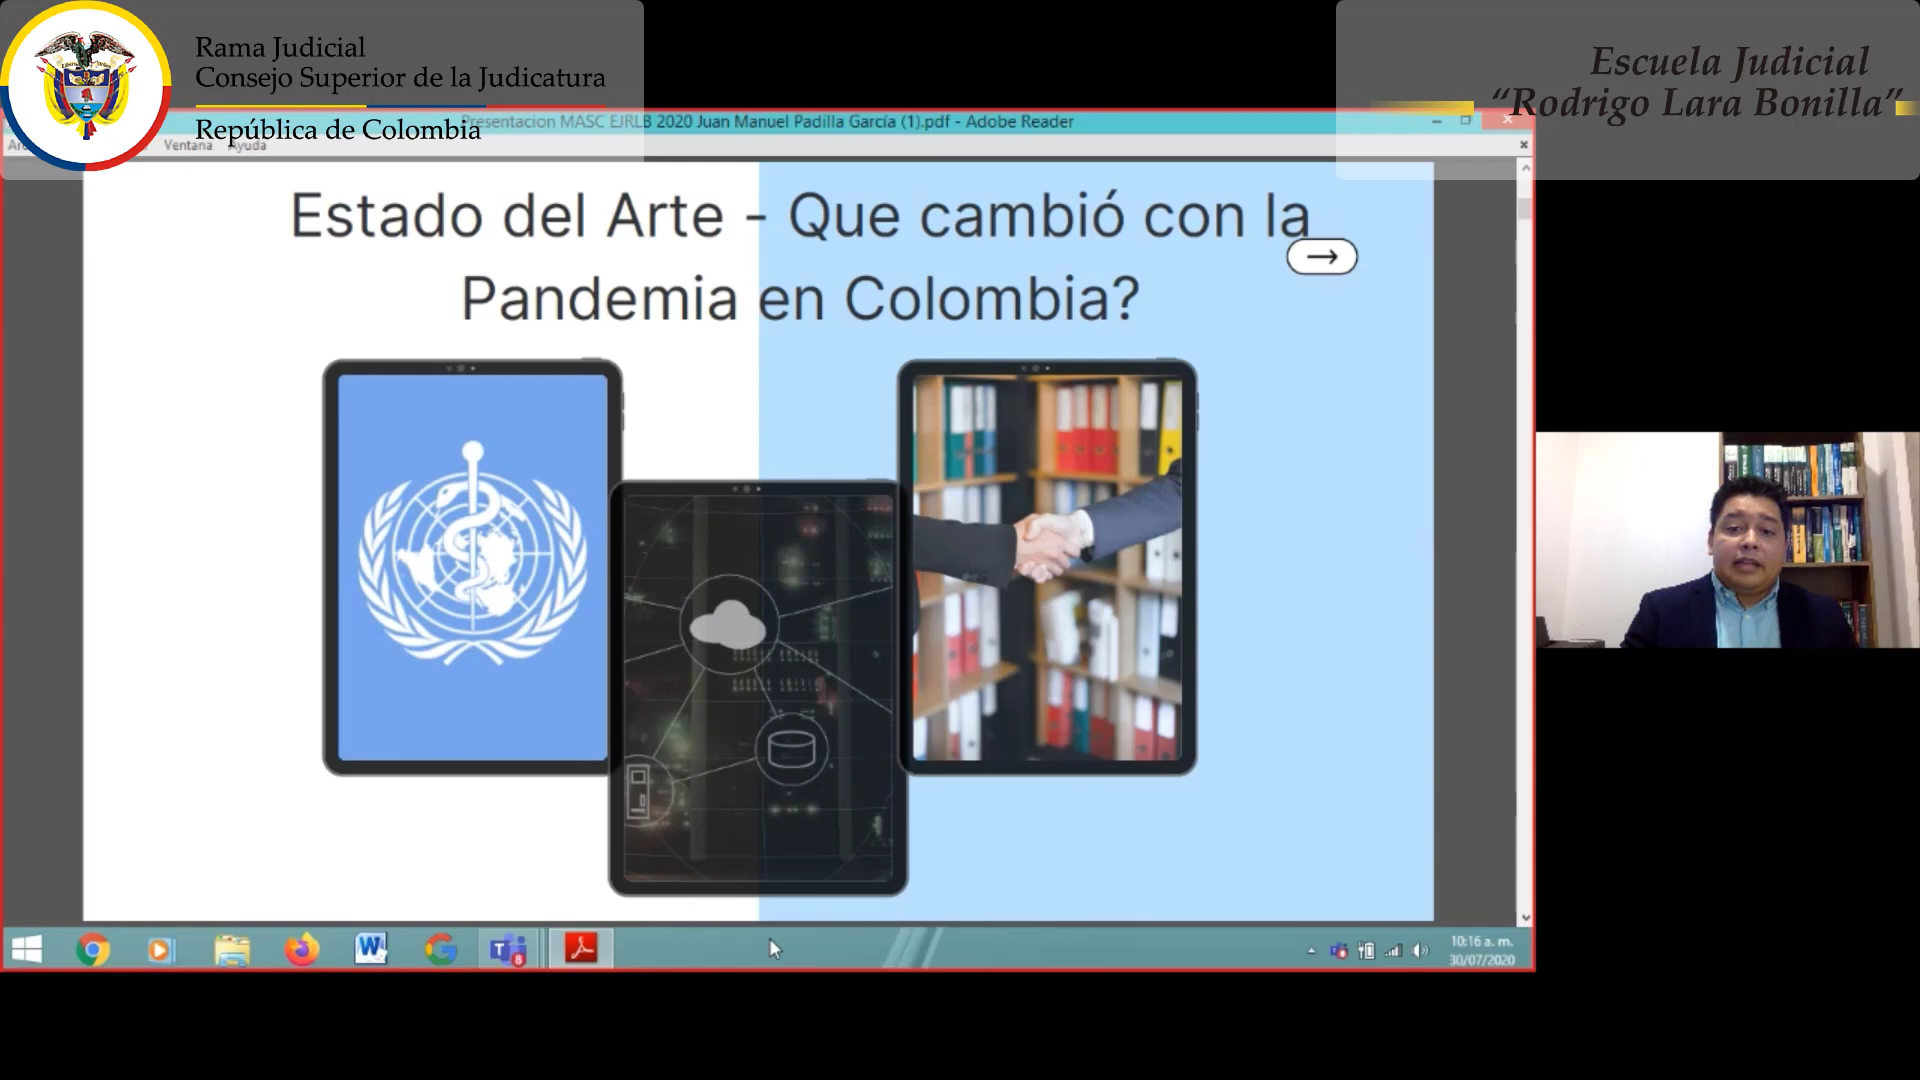 Rama Judicial
Consejo Superior de la Judicatura
República de Colombia
Escuela Judicial
“Rodrigo Lara Bonilla”
Presentacion MASC EJRLB 2020 Juan Manuel Padilla García (1).pdf - Adobe Reader
Ventana Ayuda
Estado del Arte - Que cambió con la
Pandemia en Colombia?
10:16 a. m.
30/07/2020